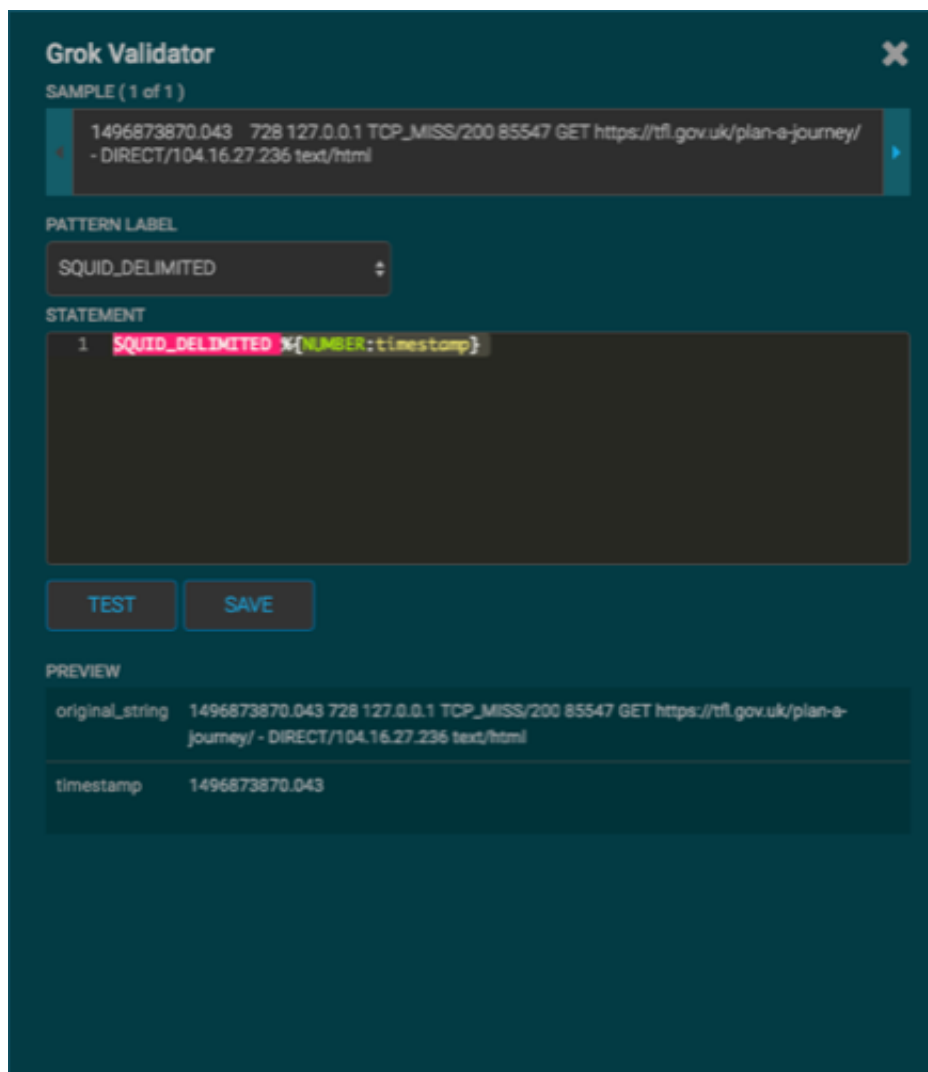 Grok Validator
SAMPLE ( 1 of 1 )
1496873870.043 728 127.0.0.1 TCP_MISS/200 85547 GET https://tfl.gov.uk/plan-a-journey/
- DIRECT/104.16.27.236 text/html
PATTERN LABEL
SQUID_DELIMITED
STATEMENT
1 SQUID_DELIMITED %{NUMBER:timestamp}
TEST SAVE
PREVIEW
original_string 1496873870.043 728 127.0.0.1 TCP_MISS/200 85547 GET https://tfl.gov.uk/plan-a-
journey/ - DIRECT/104.16.27.236 text/html
timestamp 1496873870.043